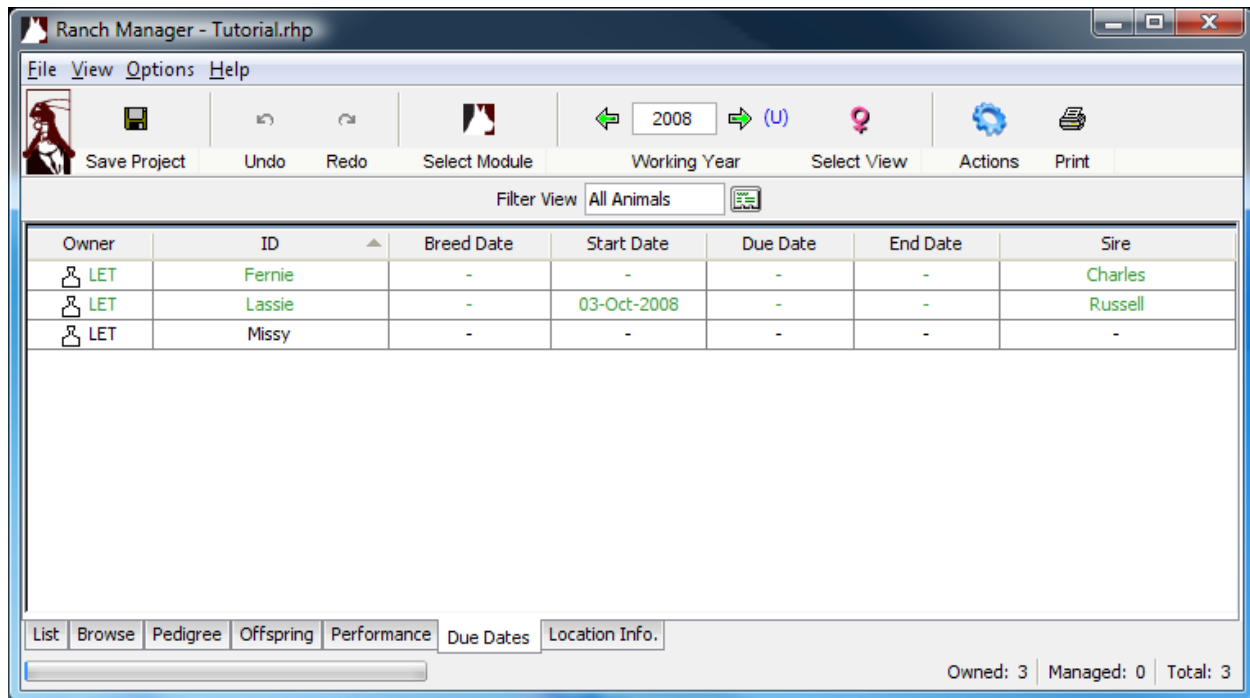 Ranch Manager - Tutorial.rhp
File View Options Help
2008 (U)
Save Project Undo Redo Select Module Working Year Select View Actions Print
Filter View All Animals
Owner ID Breed Date Start Date Due Date End Date Sire
LET Fernie - - - - Charles
LET Lassie - 03-Oct-2008 - - Russell
LET Missy - - - - -
List Browse Pedigree Offspring Performance Due Dates Location Info.
Owned: 3 Managed: 0 Total: 3